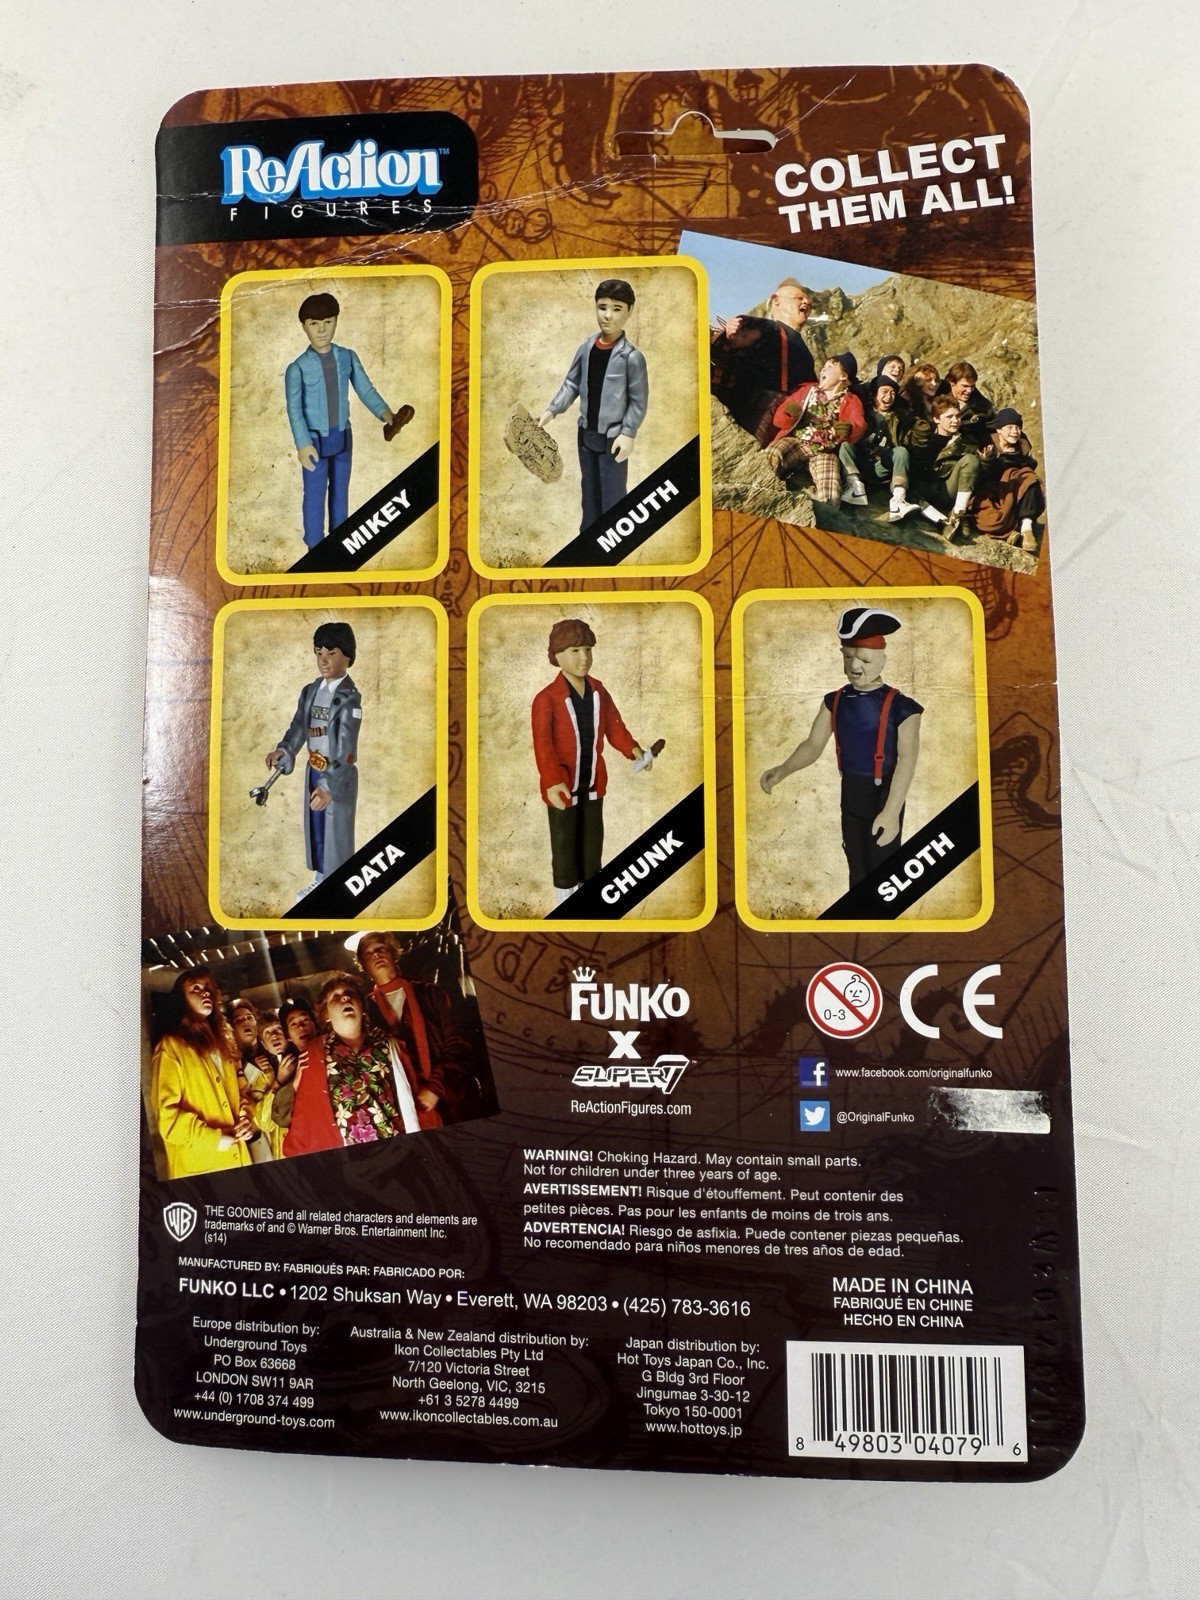 ReAction™
FIGURES
COLLECT
THEM ALL!
MIKEY
MOUTH
DATA
CHUNK
SLOTH
FUNKO
X
SUPER7™
ReActionFigures.com
0-3
CE
f www.facebook.com/originalfunko
@OriginalFunko
WARNING! Choking Hazard. May contain small parts.
Not for children under three years of age.
AVERTISSEMENT! Risque d'étouffement. Peut contenir des
petites pièces. Pas pour les enfants de moins de trois ans.
ADVERTENCIA! Riesgo de asfixia. Puede contener piezas pequeñas.
No recomendado para niños menores de tres años de edad.
WB
THE GOONIES and all related characters and elements are
trademarks of and © Warner Bros. Entertainment Inc.
(s14)
MANUFACTURED BY: FABRIQUÉS PAR: FABRICADO POR:
FUNKO LLC • 1202 Shuksan Way • Everett, WA 98203 • (425) 783-3616
Europe distribution by:
Underground Toys
PO Box 63668
LONDON SW11 9AR
+44 (0) 1708 374 499
www.underground-toys.com
Australia & New Zealand distribution by:
Ikon Collectables Pty Ltd
7/120 Victoria Street
North Geelong, VIC, 3215
+61 3 5278 4499
www.ikoncollectables.com.au
Japan distribution by:
Hot Toys Japan Co., Inc.
G Bldg 3rd Floor
Jingumae 3-30-12
Tokyo 150-0001
www.hottoys.jp
MADE IN CHINA
FABRIQUÉ EN CHINE
HECHO EN CHINA
8 49803 04079 6